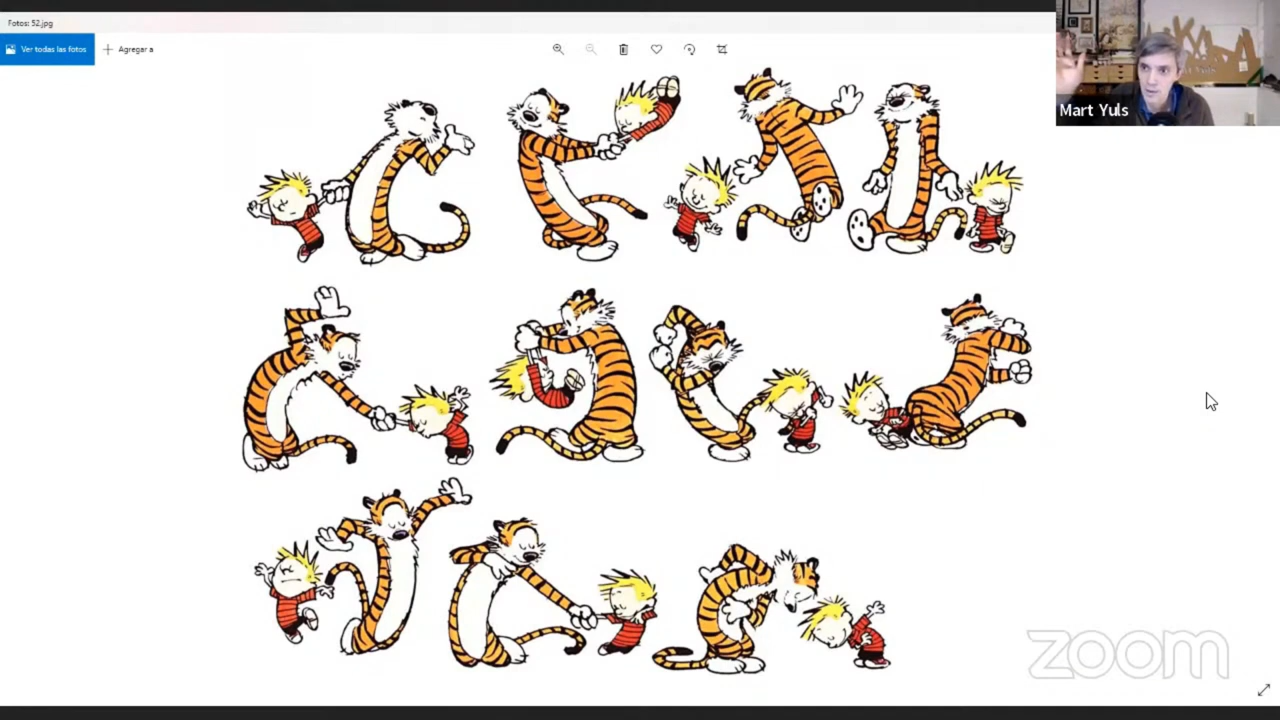 Fotos: 52.jpg
Ver todas las fotos
Agregar a
Mart Yuls
zoom